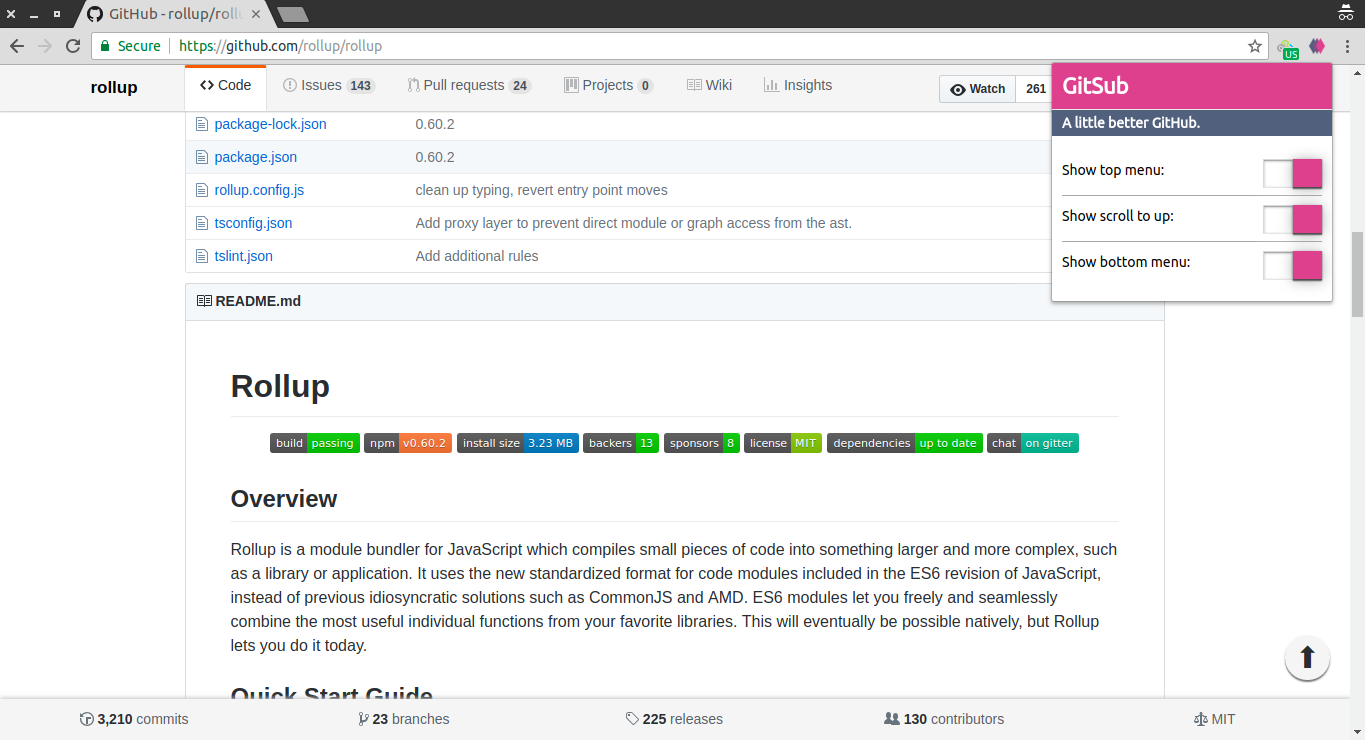 GitHub - rollup/rollu
Secure https://github.com/rollup/rollup
US
rollup
Code Issues 143 Pull requests 24 Projects 0 Wiki Insights Watch 261
GitSub
A little better GitHub.
Show top menu:
Show scroll to up:
Show bottom menu:
package-lock.json 0.60.2
package.json 0.60.2
rollup.config.js clean up typing, revert entry point moves
tsconfig.json Add proxy layer to prevent direct module or graph access from the ast.
tslint.json Add additional rules
README.md
Rollup
build passing npm v0.60.2 install size 3.23 MB backers 13 sponsors 8 license MIT dependencies up to date chat on gitter
Overview
Rollup is a module bundler for JavaScript which compiles small pieces of code into something larger and more complex, such
as a library or application. It uses the new standardized format for code modules included in the ES6 revision of JavaScript,
instead of previous idiosyncratic solutions such as CommonJS and AMD. ES6 modules let you freely and seamlessly
combine the most useful individual functions from your favorite libraries. This will eventually be possible natively, but Rollup
lets you do it today.
Quick Start Guide
3,210 commits 23 branches 225 releases 130 contributors MIT